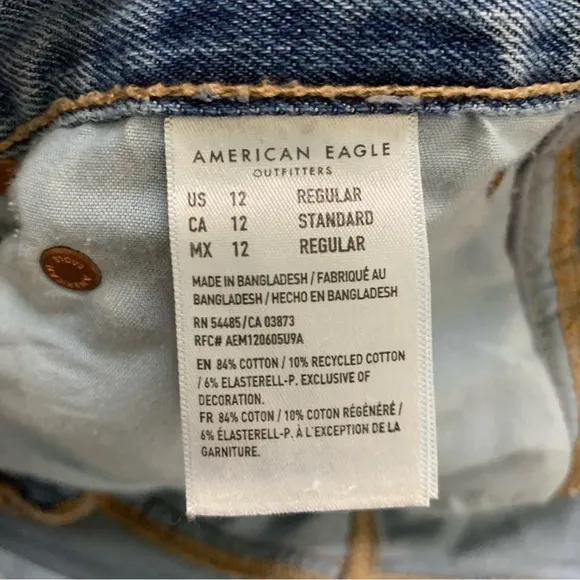 AMERICAN EAGLE
OUTFITTERS
US 12 REGULAR
CA 12 STANDARD
MX 12 REGULAR
MADE IN BANGLADESH / FABRIQUÉ AU
BANGLADESH / HECHO EN BANGLADESH
RN 54485/CA 03873
RFC# AEM120605U9A
EN 84% COTTON / 10% RECYCLED COTTON
/ 6% ELASTERELL-P. EXCLUSIVE OF
DECORATION.
FR 84% COTON / 10% COTON RÉGÉNÉRÉ /
6% ÉLASTERELL-P. À L'EXCEPTION DE LA
GARNITURE.